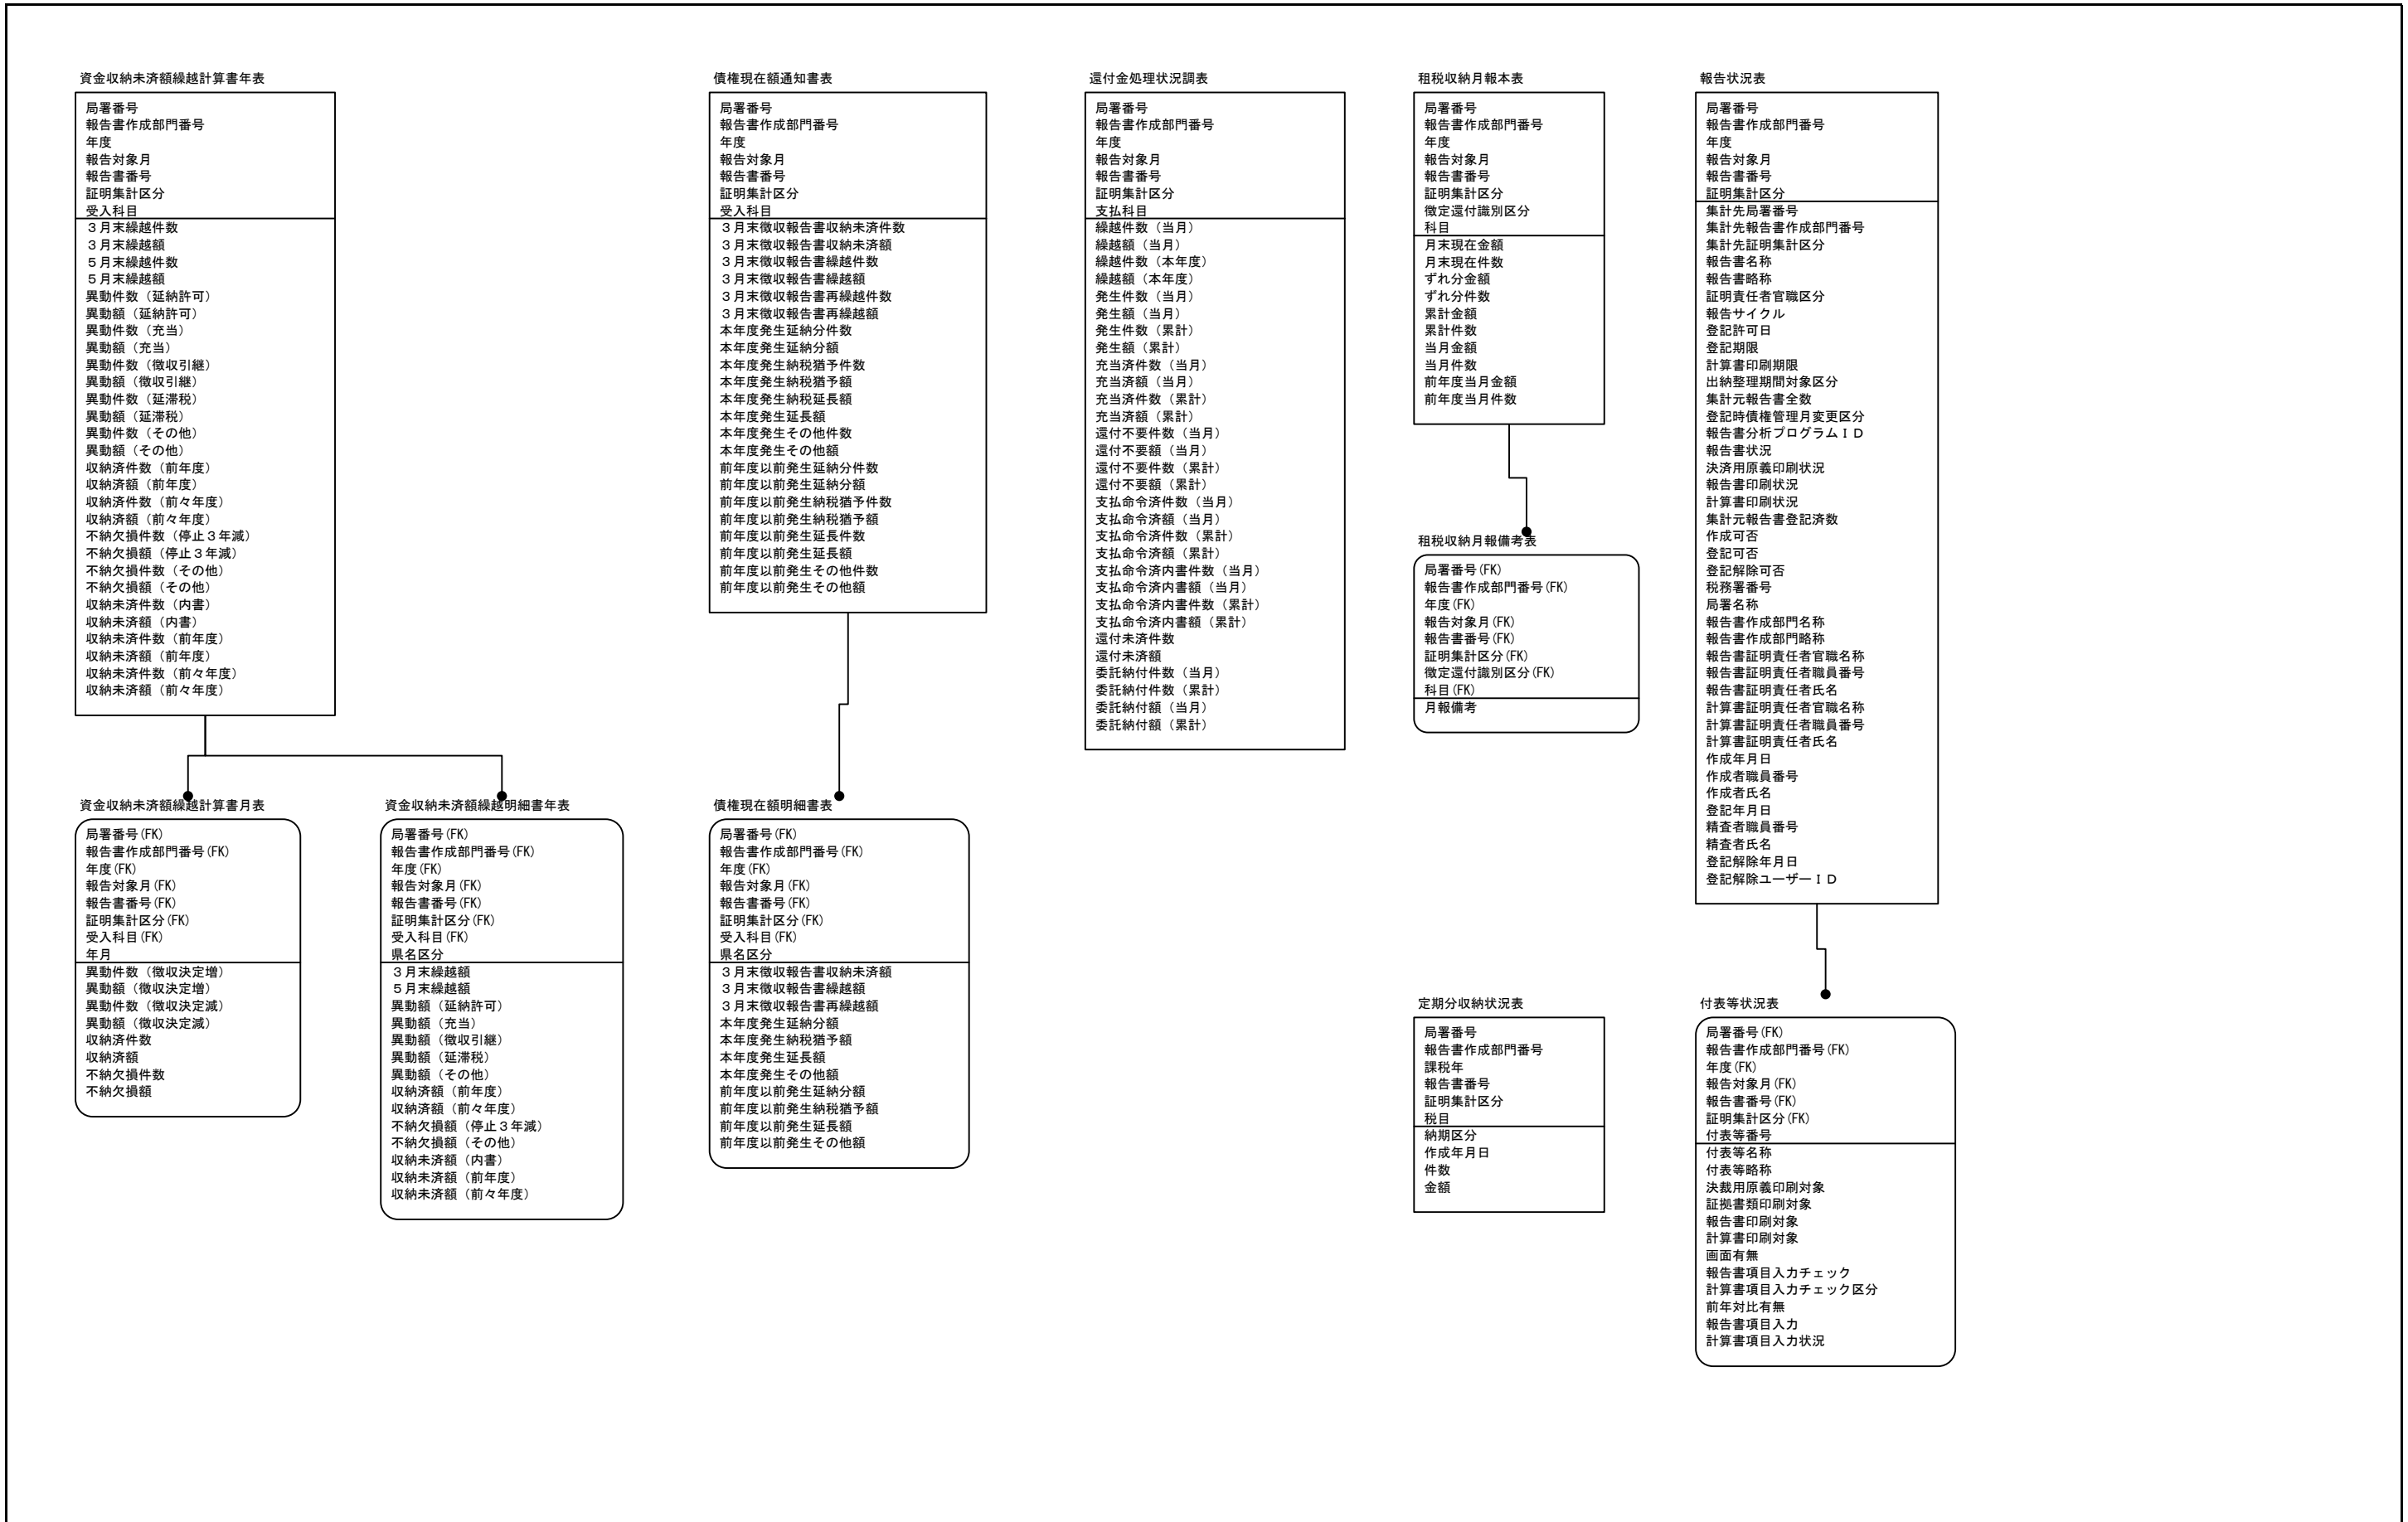 資金収納未済額繰越計算書年表
局署番号
報告書作成部門番号
年度
報告対象月
報告書番号
証明集計区分
受入科目
３月末繰越件数
３月末繰越額
５月末繰越件数
５月末繰越額
異動件数（延納許可）
異動額（延納許可）
異動件数（充当）
異動額（充当）
異動件数（徴収引継）
異動額（徴収引継）
異動件数（延滞税）
異動額（延滞税）
異動件数（その他）
異動額（その他）
収納済件数（前年度）
収納済額（前年度）
収納済件数（前々年度）
収納済額（前々年度）
不納欠損件数（停止３年減）
不納欠損額（停止３年減）
不納欠損件数（その他）
不納欠損額（その他）
収納未済件数（内書）
収納未済額（内書）
収納未済件数（前年度）
収納未済額（前年度）
収納未済件数（前々年度）
収納未済額（前々年度）
債権現在額通知書表
局署番号
報告書作成部門番号
年度
報告対象月
報告書番号
証明集計区分
受入科目
３月末徴収報告書収納未済件数
３月末徴収報告書収納未済額
３月末徴収報告書繰越件数
３月末徴収報告書繰越額
３月末徴収報告書再繰越件数
３月末徴収報告書再繰越額
本年度発生延納分件数
本年度発生延納分額
本年度発生納税猶予件数
本年度発生納税猶予額
本年度発生納税延長額
本年度発生延長額
本年度発生その他件数
本年度発生その他額
前年度以前発生延納分件数
前年度以前発生延納分額
前年度以前発生納税猶予件数
前年度以前発生納税猶予額
前年度以前発生延長件数
前年度以前発生延長額
前年度以前発生その他件数
前年度以前発生その他額
還付金処理状況調表
局署番号
報告書作成部門番号
年度
報告対象月
報告書番号
証明集計区分
支払科目
繰越件数（当月）
繰越額（当月）
繰越件数（本年度）
繰越額（本年度）
発生件数（当月）
発生額（当月）
発生件数（累計）
発生額（累計）
充当済件数（当月）
充当済額（当月）
充当済件数（累計）
充当済額（累計）
還付不要件数（当月）
還付不要額（当月）
還付不要件数（累計）
還付不要額（累計）
支払命令済件数（当月）
支払命令済額（当月）
支払命令済件数（累計）
支払命令済額（累計）
支払命令済内書件数（当月）
支払命令済内書額（当月）
支払命令済内書件数（累計）
支払命令済内書額（累計）
還付未済件数
還付未済額
委託納付件数（当月）
委託納付件数（累計）
委託納付額（当月）
委託納付額（累計）
租税収納月報本表
局署番号
報告書作成部門番号
年度
報告対象月
報告書番号
証明集計区分
徴定還付識別区分
科目
月末現在金額
月末現在件数
ずれ分金額
ずれ分件数
累計金額
累計件数
当月金額
当月件数
前年度当月金額
前年度当月件数
租税収納月報備考表
局署番号(FK)
報告書作成部門番号(FK)
年度(FK)
報告対象月(FK)
報告書番号(FK)
証明集計区分(FK)
徴定還付識別区分(FK)
科目(FK)
月報備考
報告状況表
局署番号
報告書作成部門番号
年度
報告対象月
報告書番号
証明集計区分
集計先局署番号
集計先報告書作成部門番号
集計先証明集計区分
報告書名称
報告書略称
証明責任者官職区分
報告サイクル
登記許可日
登記期限
計算書印刷期限
出納整理期間対象区分
集計元報告書全数
登記時債権管理月変更区分
報告書分析プログラムＩＤ
報告書状況
決済用原義印刷状況
報告書印刷状況
計算書印刷状況
集計元報告書登記済数
作成可否
登記可否
登記解除可否
税務署番号
局署名称
報告書作成部門名称
報告書作成部門略称
報告書証明責任者官職名称
報告書証明責任者職員番号
報告書証明責任者氏名
計算書証明責任者官職名称
計算書証明責任者職員番号
計算書証明責任者氏名
作成年月日
作成者職員番号
作成者氏名
登記年月日
精査者職員番号
精査者氏名
登記解除年月日
登記解除ユーザーＩＤ
資金収納未済額繰越計算書月表
局署番号(FK)
報告書作成部門番号(FK)
年度(FK)
報告対象月(FK)
報告書番号(FK)
証明集計区分(FK)
受入科目(FK)
年月
異動件数（徴収決定増）
異動額（徴収決定増）
異動件数（徴収決定減）
異動額（徴収決定減）
収納済件数
収納済額
不納欠損件数
不納欠損額
資金収納未済額繰越明細書年表
局署番号(FK)
報告書作成部門番号(FK)
年度(FK)
報告対象月(FK)
報告書番号(FK)
証明集計区分(FK)
受入科目(FK)
県名区分
３月末繰越額
５月末繰越額
異動額（延納許可）
異動額（充当）
異動額（徴収引継）
異動額（延滞税）
異動額（その他）
収納済額（前年度）
収納済額（前々年度）
不納欠損額（停止３年減）
不納欠損額（その他）
収納未済額（内書）
収納未済額（前年度）
収納未済額（前々年度）
債権現在額明細書表
局署番号(FK)
報告書作成部門番号(FK)
年度(FK)
報告対象月(FK)
報告書番号(FK)
証明集計区分(FK)
受入科目(FK)
県名区分
３月末徴収報告書収納未済額
３月末徴収報告書繰越額
３月末徴収報告書再繰越額
本年度発生延納分額
本年度発生納税猶予額
本年度発生延長額
本年度発生その他額
前年度以前発生延納分額
前年度以前発生納税猶予額
前年度以前発生延長額
前年度以前発生その他額
定期分収納状況表
局署番号
報告書作成部門番号
課税年
報告書番号
証明集計区分
税目
納期区分
作成年月日
件数
金額
付表等状況表
局署番号(FK)
報告書作成部門番号(FK)
年度(FK)
報告対象月(FK)
報告書番号(FK)
証明集計区分(FK)
付表等番号
付表等名称
付表等略称
決裁用原義印刷対象
証拠書類印刷対象
報告書印刷対象
計算書印刷対象
画面有無
報告書項目入力チェック
計算書項目入力チェック区分
前年対比有無
報告書項目入力
計算書項目入力状況